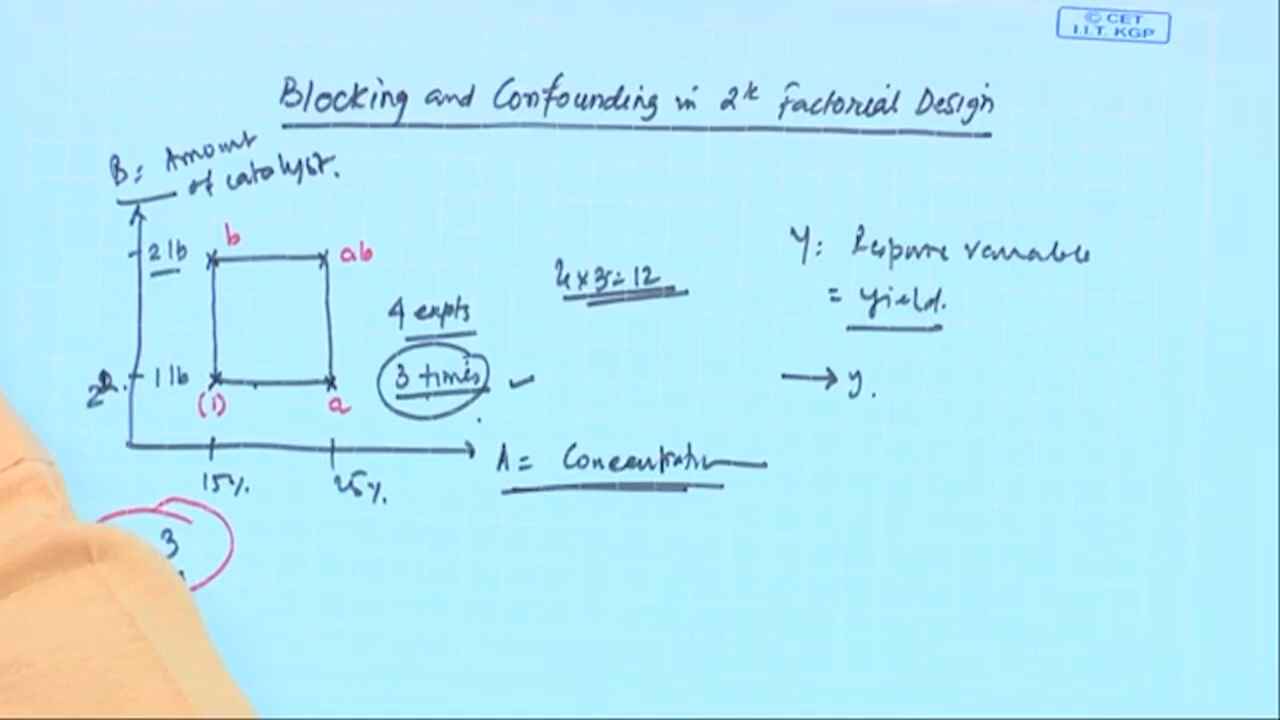 © CET
I.I.T. KGP
Blocking and Confounding in 2^k Factorial Design
B: Amount
of catalyst.
2 lb
b
ab
4 expts
4 x 3 = 12
Y: Response variable
= yield.
1 lb
3 times
→ y.
(1)
a
A = Concentration
15%.
25%.
3